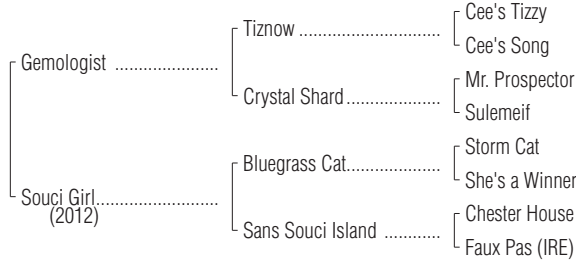 Cee's Tizzy
Tiznow
Cee's Song
Gemologist
Mr. Prospector
Crystal Shard
Sulemeif
Storm Cat
Bluegrass Cat
She's a Winner
Souci Girl
(2012)
Chester House
Sans Souci Island
Faux Pas (IRE)